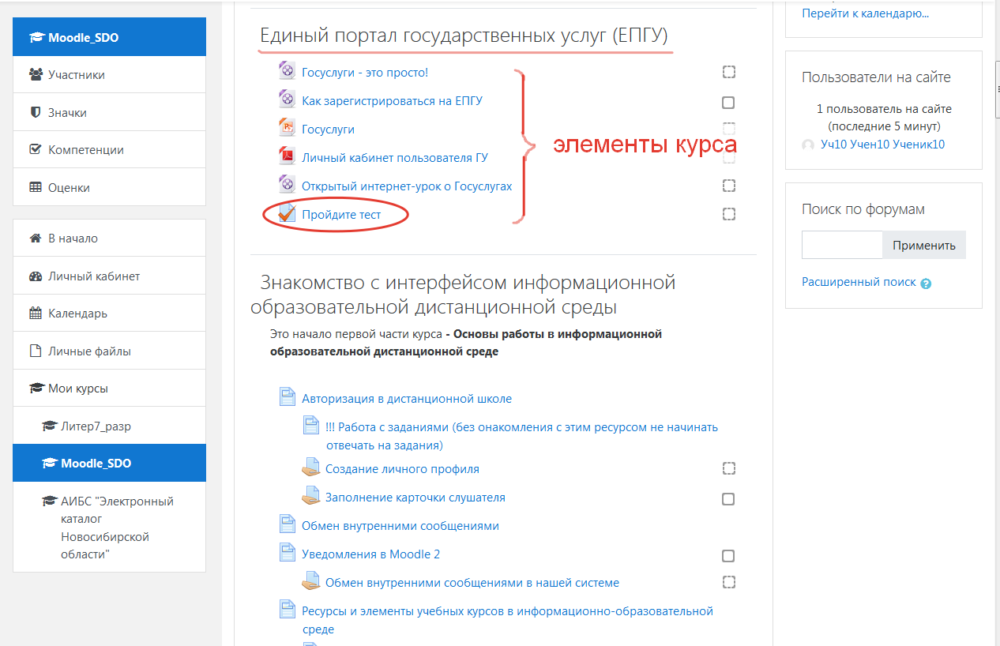 Moodle_SDO
Участники
Значки
Компетенции
Оценки
В начало
Личный кабинет
Календарь
Личные файлы
Мои курсы
Литер7_разр
Moodle_SDO
АИБС "Электронный
каталог
Новосибирской
области"
Единый портал государственных услуг (ЕПГУ)
Госуслуги - это просто!
Как зарегистрироваться на ЕПГУ
Госуслуги
Личный кабинет пользователя ГУ
Открытый интернет-урок о Госуслугах
Пройдите тест
элементы курса
Знакомство с интерфейсом информационной
образовательной дистанционной среды
Это начало первой части курса - Основы работы в информационной
образовательной дистанционной среде
Авторизация в дистанционной школе
!!! Работа с заданиями (без онакомления с этим ресурсом не начинать
отвечать на задания)
Создание личного профиля
Заполнение карточки слушателя
Обмен внутренними сообщениями
Уведомления в Moodle 2
Обмен внутренними сообщениями в нашей системе
Ресурсы и элементы учебных курсов в информационно-образовательной
среде
Перейти к календарю...
Пользователи на сайте
1 пользователь на сайте
(последние 5 минут)
Уч10 Учен10 Ученик10
Поиск по форумам
Применить
Расширенный поиск ?